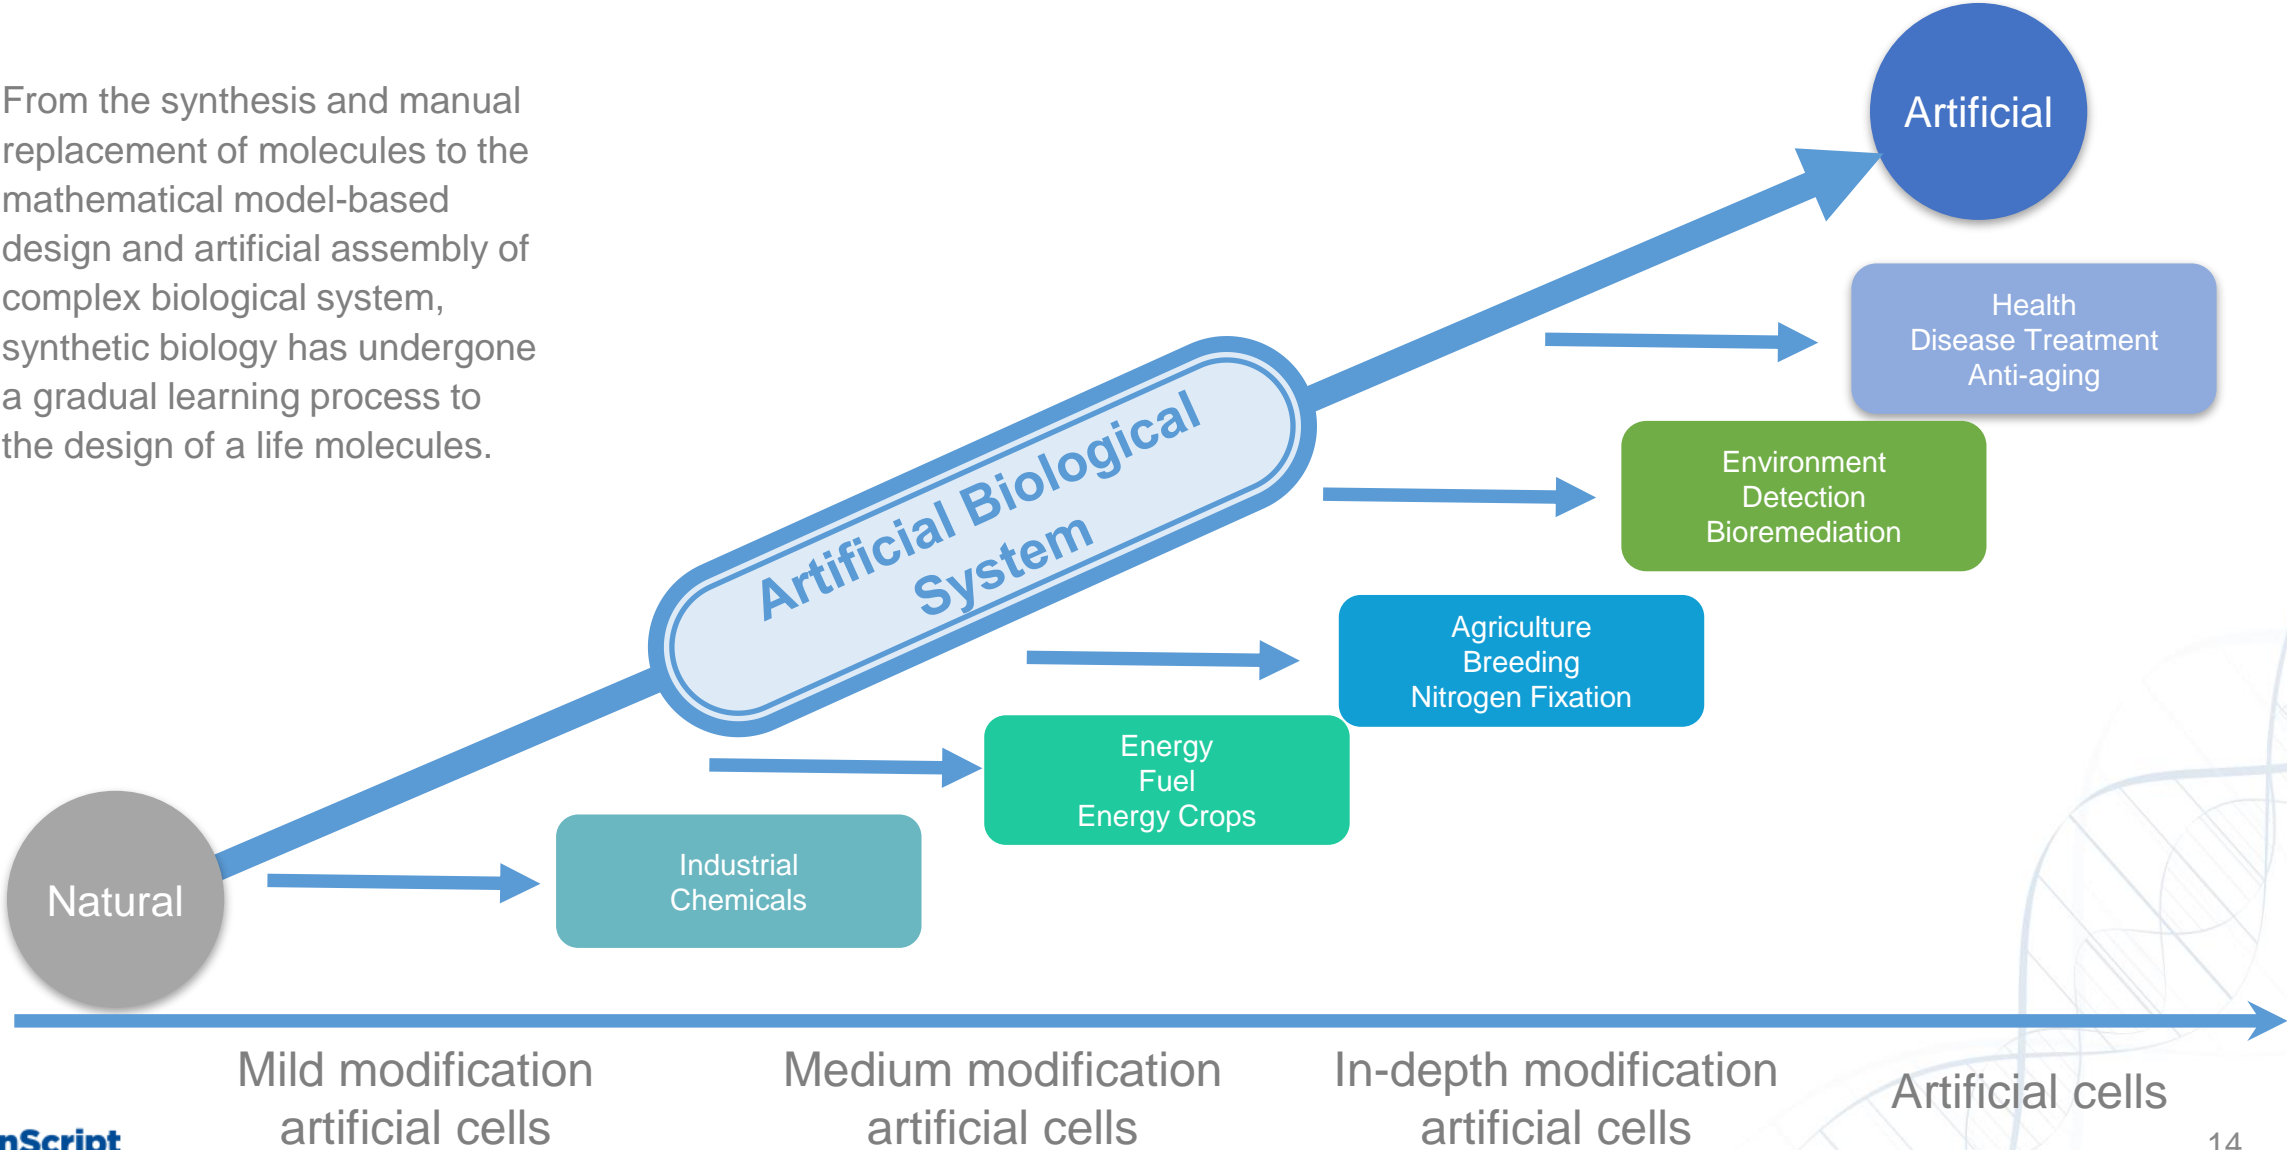 From the synthesis and manual
replacement of molecules to the
mathematical model-based
design and artificial assembly of
complex biological system,
synthetic biology has undergone
a gradual learning process to
the design of a life molecules.
Artificial
Health
Disease Treatment
Anti-aging
Artificial Biological
System
Environment
Detection
Bioremediation
Agriculture
Breeding
Nitrogen Fixation
Energy
Fuel
Energy Crops
Industrial
Chemicals
Natural
Mild modification
artificial cells
Medium modification
artificial cells
In-depth modification
artificial cells
Artificial cells
nScript
14